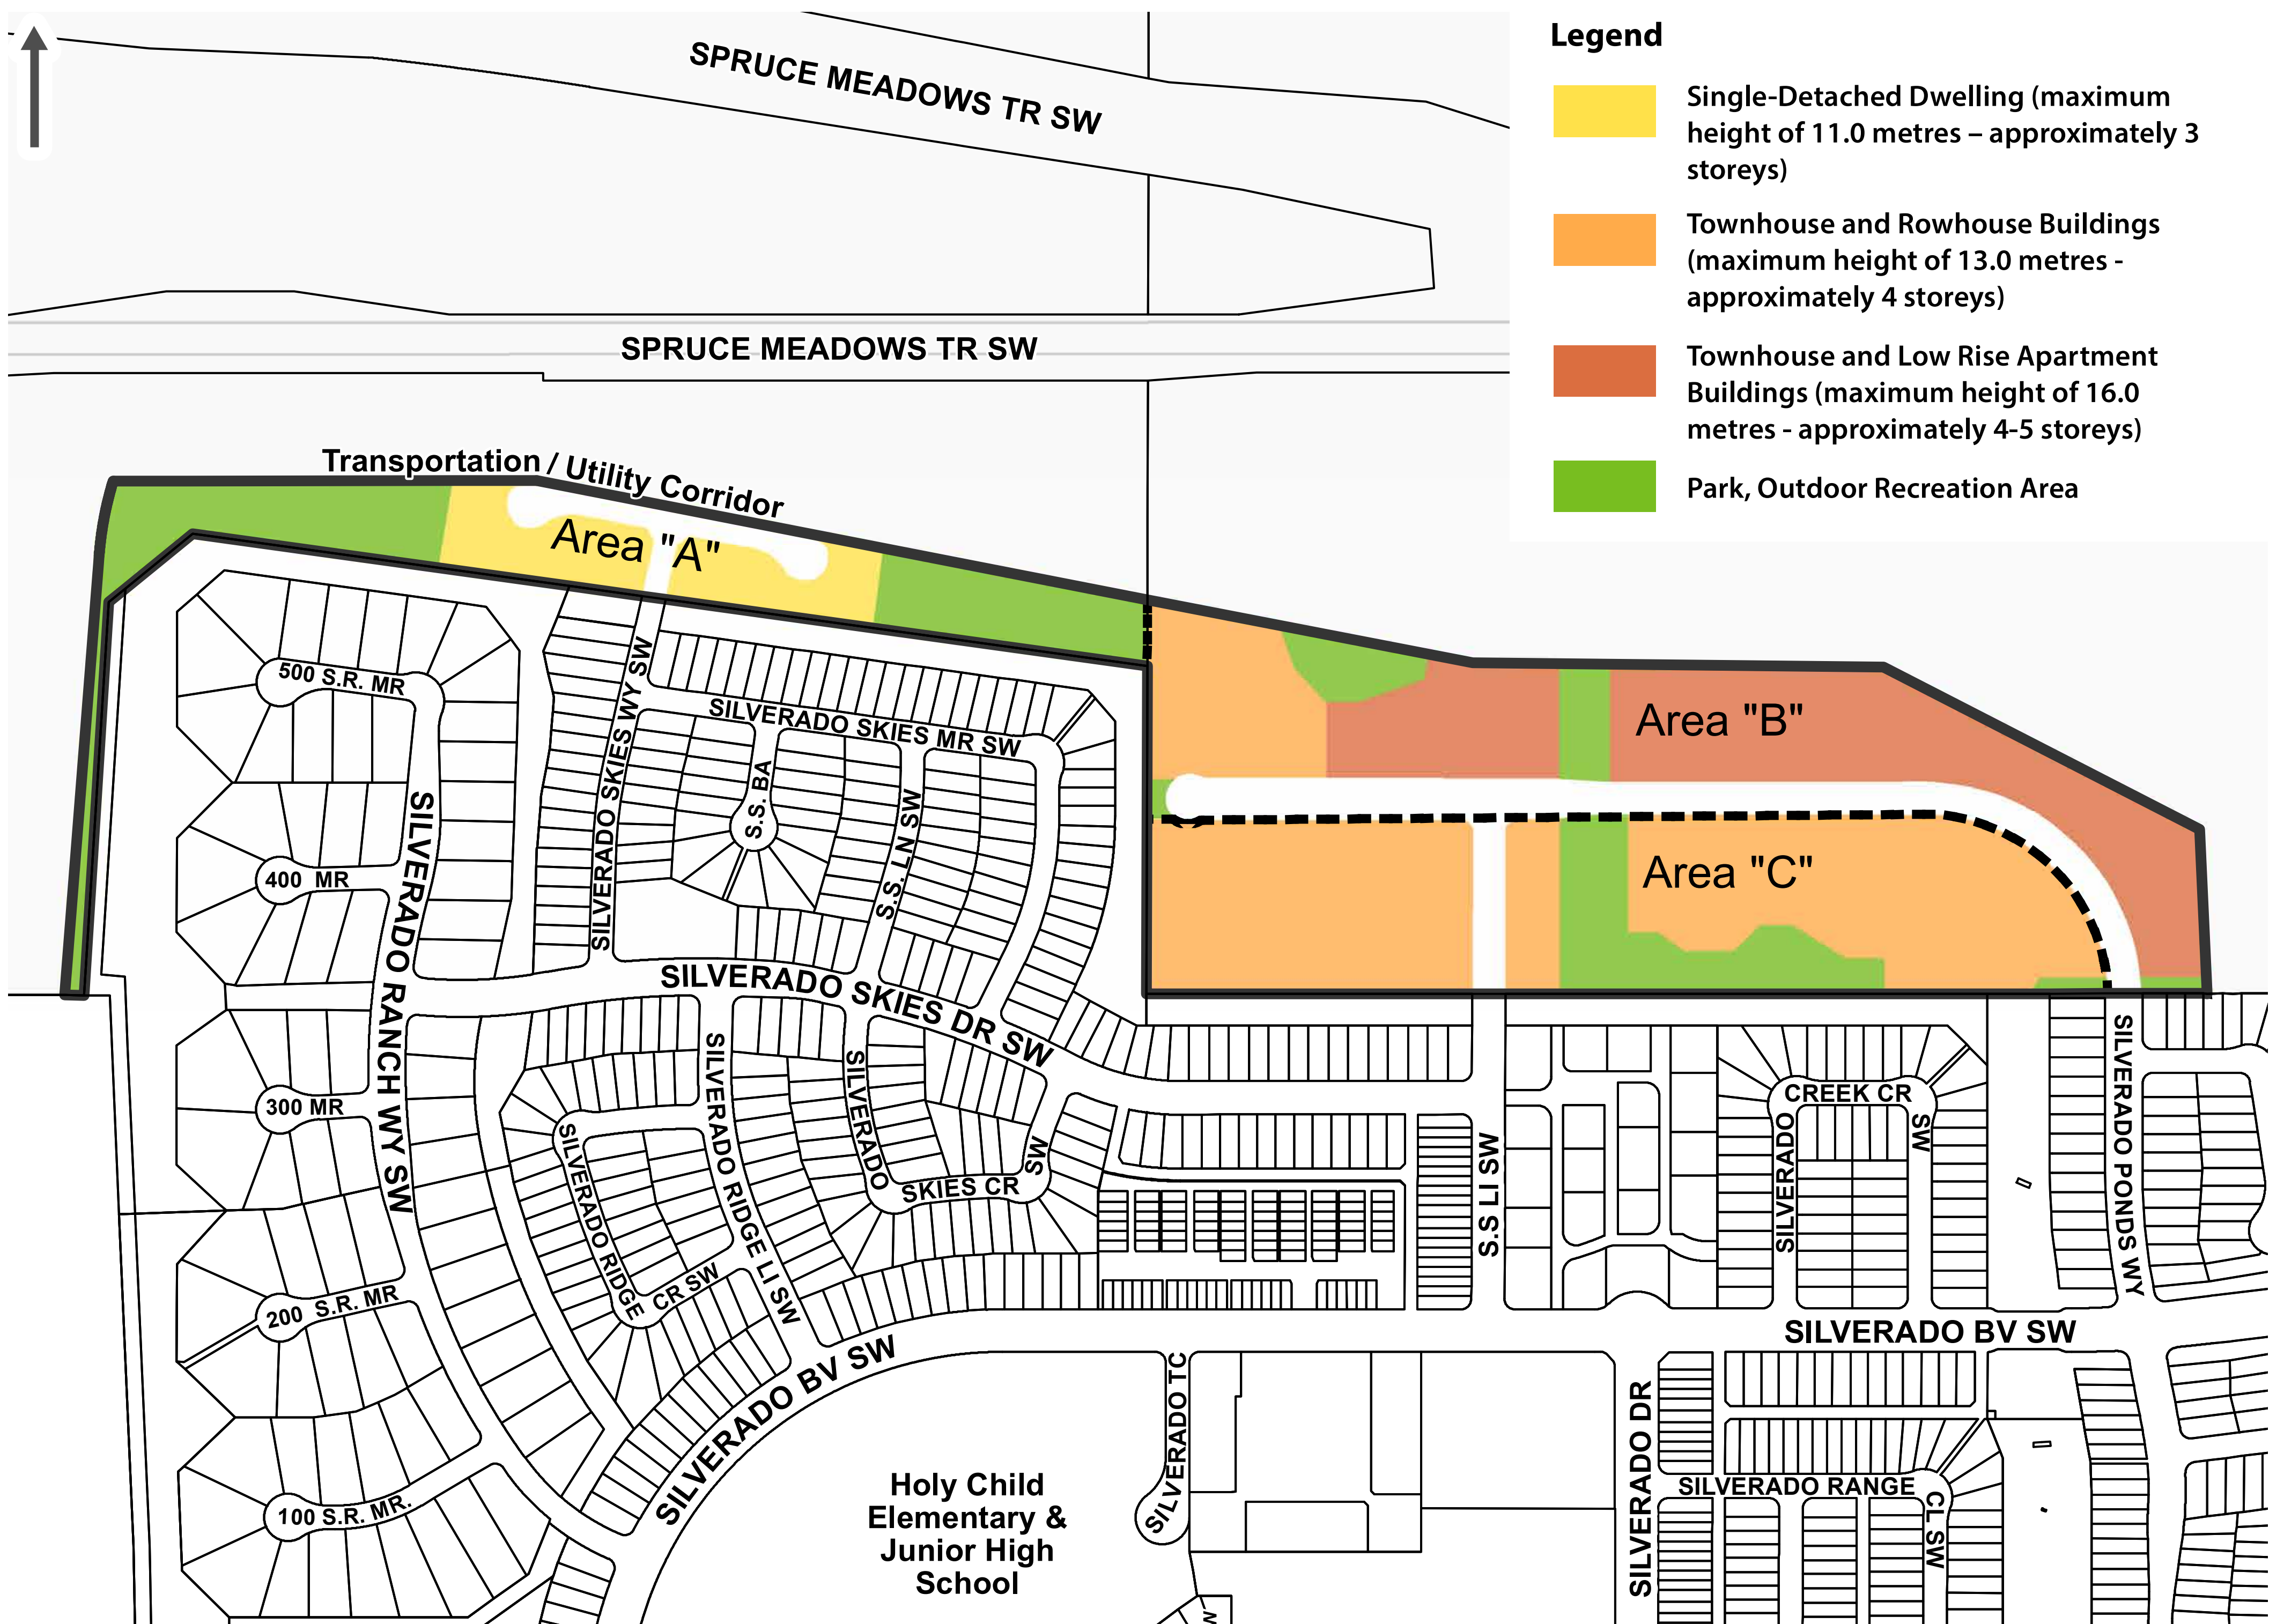 SPRUCE MEADOWS TR SW
Legend
Single-Detached Dwelling (maximum
height of 11.0 metres – approximately 3
storeys)
Townhouse and Rowhouse Buildings
(maximum height of 13.0 metres -
approximately 4 storeys)
Townhouse and Low Rise Apartment
Buildings (maximum height of 16.0
metres - approximately 4-5 storeys)
Park, Outdoor Recreation Area
SPRUCE MEADOWS TR SW
Transportation / Utility Corridor
Area "A"
Area "B"
Area "C"
500 S.R. MR
SILVERADO SKIES WY SW
SILVERADO SKIES MR SW
S.S. BA
S.S. LN SW
400 MR
SILVERADO RANCH WY SW
SILVERADO SKIES DR SW
300 MR
SILVERADO RIDGE LI SW
SILVERADO SKIES CR SW
SILVERADO RIDGE CR SW
S.S LI SW
SILVERADO CREEK CR SW
SILVERADO PONDS WY
200 S.R. MR
SILVERADO BV SW
SILVERADO BV SW
SILVERADO TC
SILVERADO DR
SILVERADO RANGE CL SW
100 S.R. MR.
Holy Child
Elementary &
Junior High
School
W